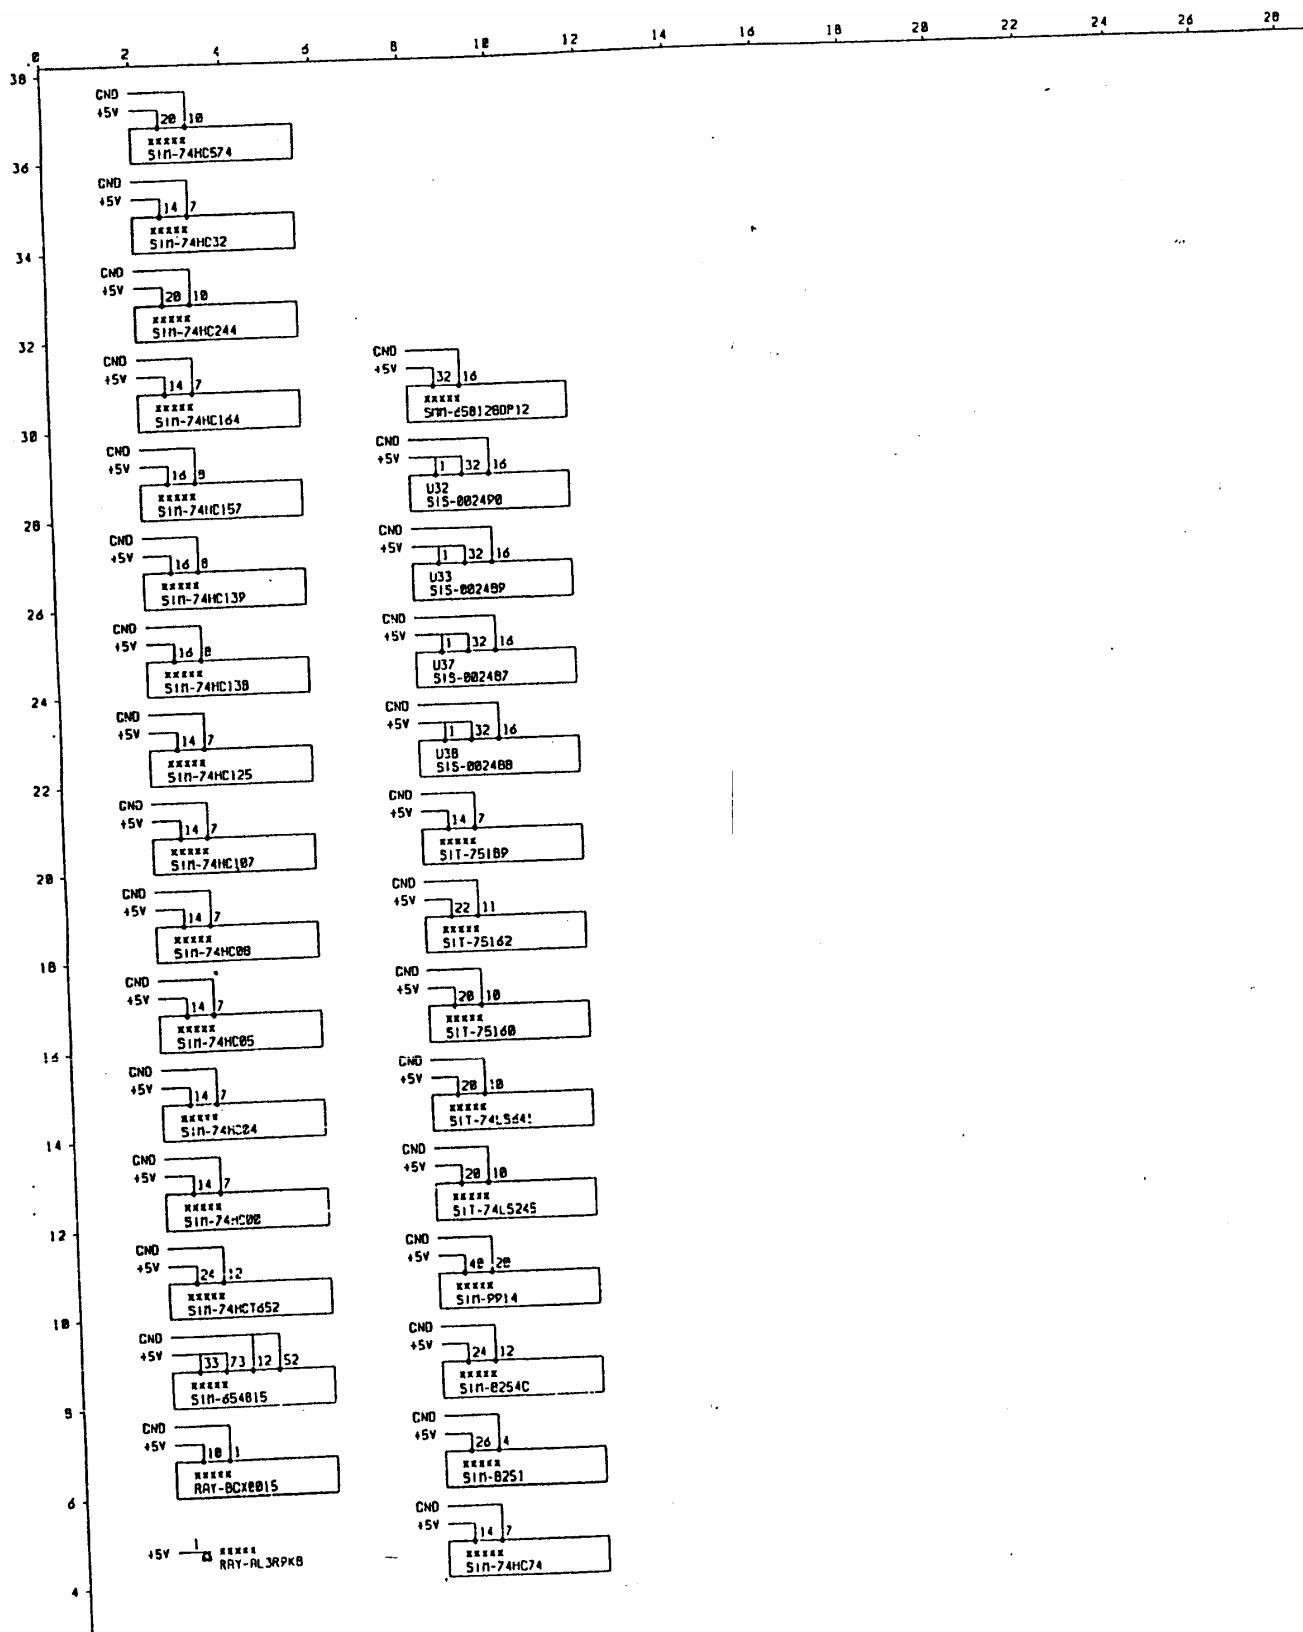 .0 2 4 6 8 10 12 14 16 18 20 22 24 26 28
38
GND
+5V 20 10
xxxxx
SIM-74HC574
36
GND
+5V 14 7
xxxxx
SIM-74HC32
34
GND
+5V 20 10
xxxxx
SIM-74HC244
32
GND
+5V 14 7
xxxxx
SIM-74HC164
30
GND
+5V 16 8
xxxxx
SIM-74HC157
28
GND
+5V 16 8
xxxxx
SIM-74HC139
26
GND
+5V 16 8
xxxxx
SIM-74HC138
24
GND
+5V 14 7
xxxxx
SIM-74HC125
22
GND
+5V 14 7
xxxxx
SIM-74HC107
20
GND
+5V 14 7
xxxxx
SIM-74HC08
18
GND
+5V 14 7
xxxxx
SIM-74HC05
16
GND
+5V 14 7
xxxxx
SIM-74HC04
14
GND
+5V 14 7
xxxxx
SIM-74HC00
12
GND
+5V 24 12
xxxxx
SIM-74HCT652
10
GND
+5V 33 73 12 52
xxxxx
SIM-654815
8
GND
+5V 10 1
xxxxx
RAY-BCX0015
6
+5V 1 xxxxx
RAY-AL3R9KB
4
GND
+5V 32 16
xxxxx
SMM-658128DP12
GND
+5V 1 32 16
U32
SIS-002490
GND
+5V 1 32 16
U33
SIS-002489
GND
+5V 1 32 16
U37
SIS-002487
GND
+5V 1 32 16
U38
SIS-002488
GND
+5V 14 7
xxxxx
SIT-75189
GND
+5V 22 11
xxxxx
SIT-75162
GND
+5V 20 10
xxxxx
SIT-75160
GND
+5V 20 10
xxxxx
SIT-74LS641
GND
+5V 20 10
xxxxx
SIT-74LS245
GND
+5V 40 20
xxxxx
SIM-9914
GND
+5V 24 12
xxxxx
SIM-8254C
GND
+5V 26 4
xxxxx
SIM-8251
GND
+5V 14 7
xxxxx
SIM-74HC74